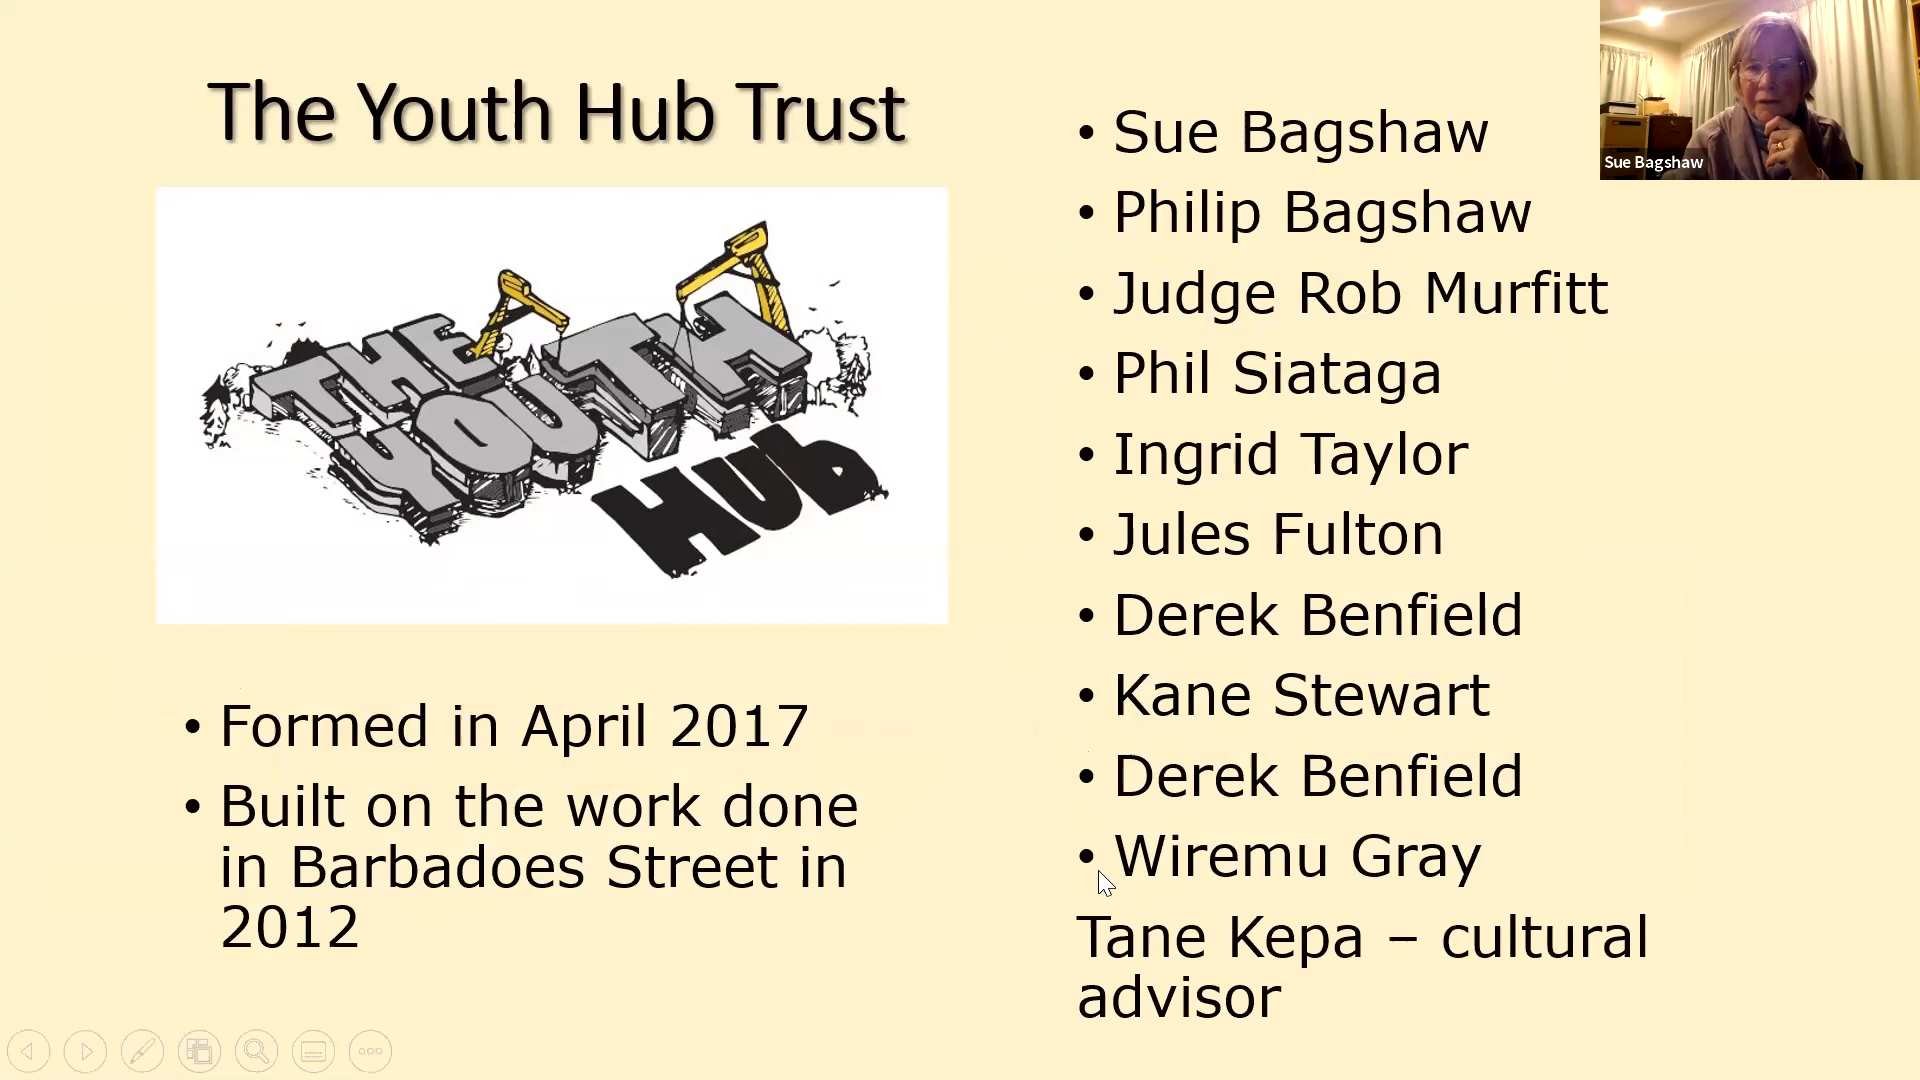 The Youth Hub Trust
THE
YOUTH
HUb
• Formed in April 2017
• Built on the work done
in Barbadoes Street in
2012
• Sue Bagshaw
• Philip Bagshaw
• Judge Rob Murfitt
• Phil Siataga
• Ingrid Taylor
• Jules Fulton
• Derek Benfield
• Kane Stewart
• Derek Benfield
• Wiremu Gray
Tane Kepa – cultural
advisor
Sue Bagshaw